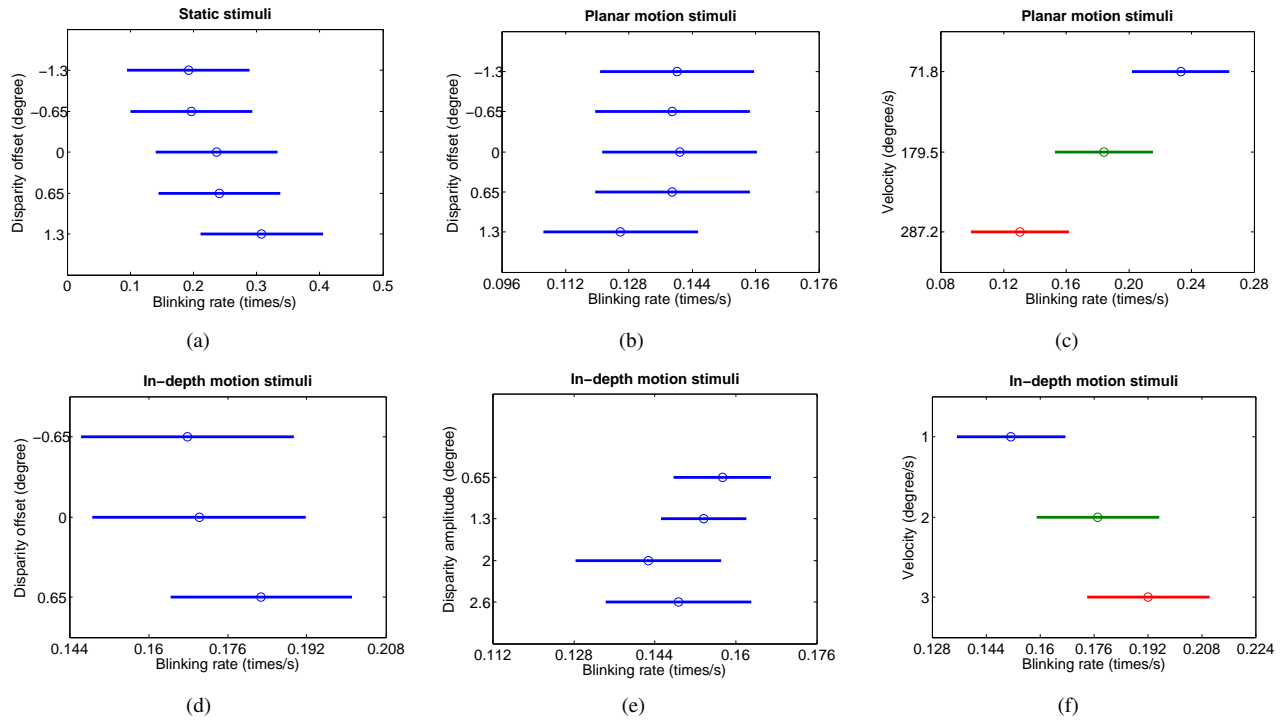 Static stimuli
Disparity offset (degree)
−1.3
−0.65
0
0.65
1.3
0 0.1 0.2 0.3 0.4 0.5
Blinking rate (times/s)
(a)
Planar motion stimuli
Disparity offset (degree)
−1.3
−0.65
0
0.65
1.3
0.096 0.112 0.128 0.144 0.16 0.176
Blinking rate (times/s)
(b)
Planar motion stimuli
Velocity (degree/s)
71.8
179.5
287.2
0.08 0.12 0.16 0.20 0.24 0.28
Blinking rate (times/s)
(c)
In−depth motion stimuli
Disparity offset (degree)
−0.65
0
0.65
0.144 0.16 0.176 0.192 0.208
Blinking rate (times/s)
(d)
In−depth motion stimuli
Disparity amplitude (degree)
0.65
1.3
2
2.6
0.112 0.128 0.144 0.16 0.176
Blinking rate (times/s)
(e)
In−depth motion stimuli
Velocity (degree/s)
1
2
3
0.128 0.144 0.16 0.176 0.192 0.208 0.224
Blinking rate (times/s)
(f)